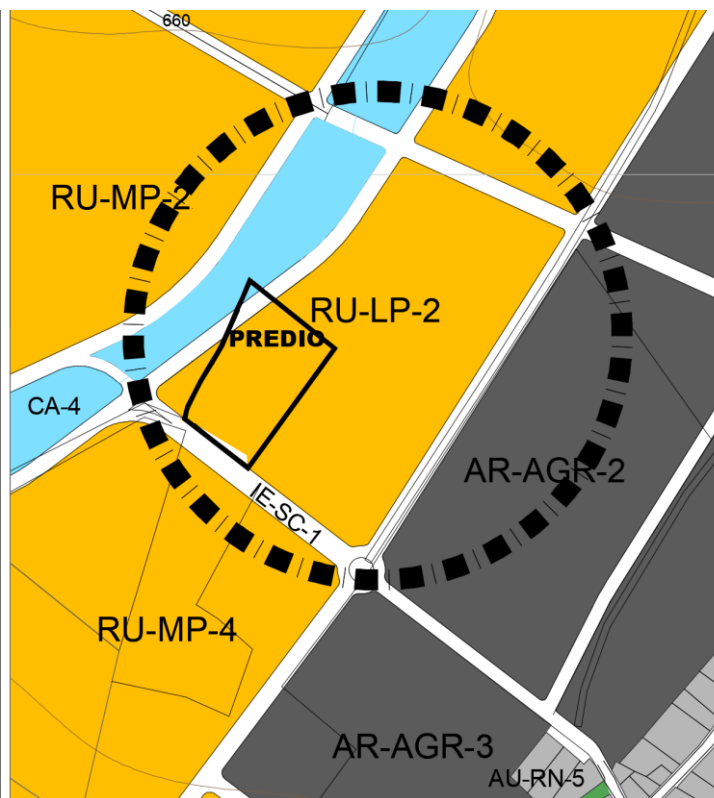 660
RU-MP-2
RU-LP-2
PREDIO
CA-4
AR-AGR-2
IE-SC-1
RU-MP-4
AR-AGR-3
AU-RN-5